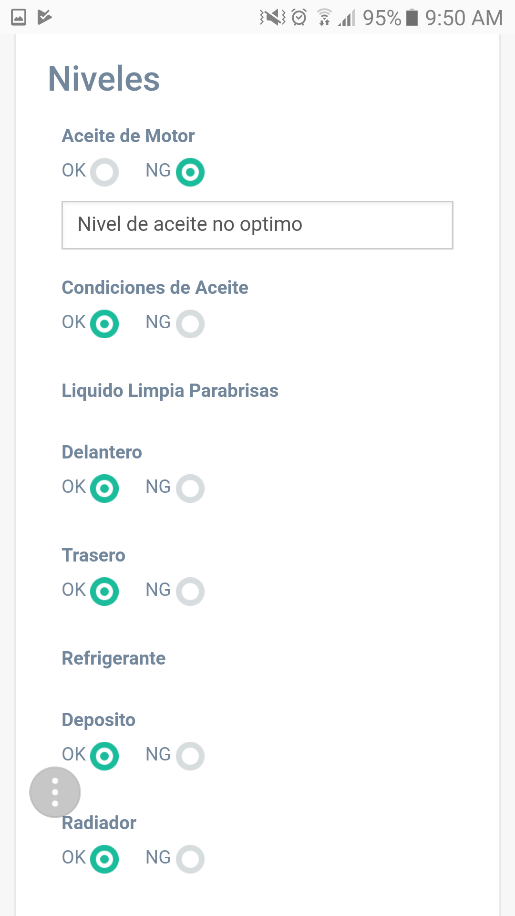 95% 9:50 AM
Niveles
Aceite de Motor
OK NG
Nivel de aceite no optimo
Condiciones de Aceite
OK NG
Liquido Limpia Parabrisas
Delantero
OK NG
Trasero
OK NG
Refrigerante
Deposito
OK NG
Radiador
OK NG